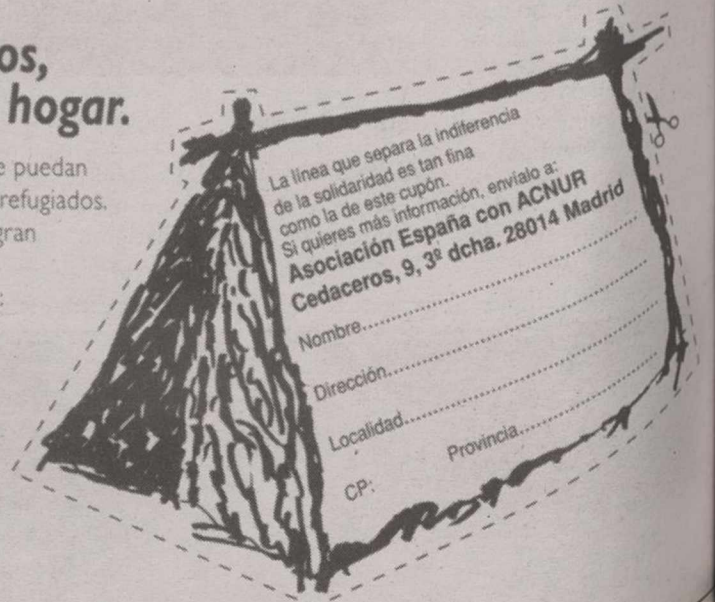 os,
hogar.
e puedan
refugiados.
gran
La línea que separa la indiferencia
de la solidaridad es tan fina
como la de este cupón.
Si quieres más información, envíalo a:
Asociación España con ACNUR
Cedaceros, 9, 3º dcha. 28014 Madrid
Nombre
Dirección
Localidad
CP: Provincia